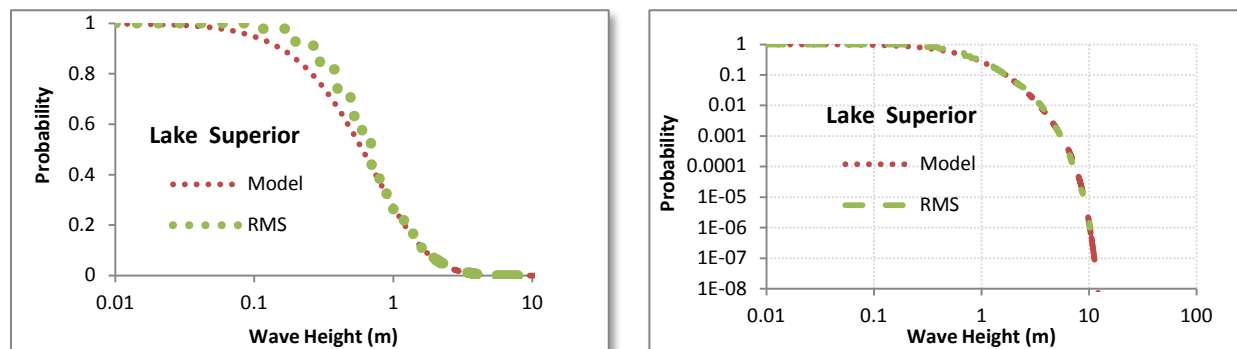 1
0.8
0.6
0.4
0.2
0
Probability
Lake Superior
Model
RMS
0.01 0.1 1 10
Wave Height (m)
1
0.1
0.01
0.001
0.0001
1E-05
1E-06
1E-07
1E-08
Probability
Lake Superior
Model
RMS
0.01 0.1 1 10 100
Wave Height (m)